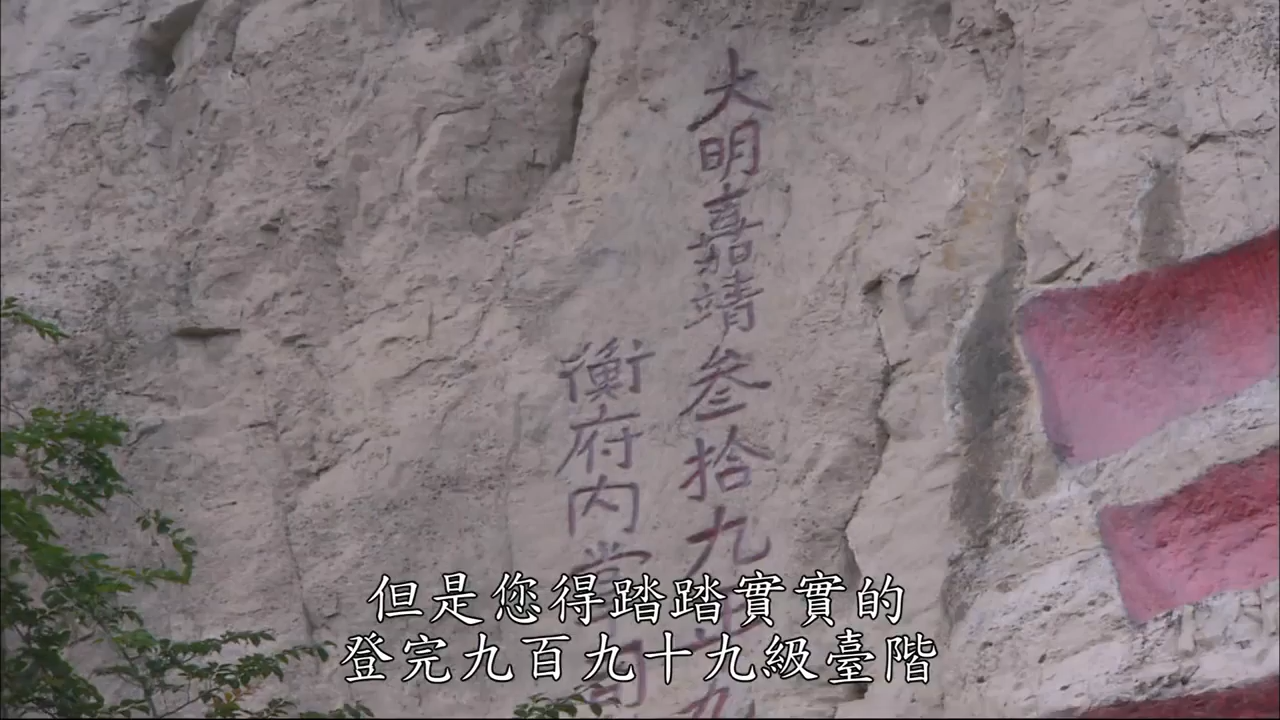 大明嘉靖叁拾九
衡府内
但是您得踏踏實實的
登完九百九十九級臺階